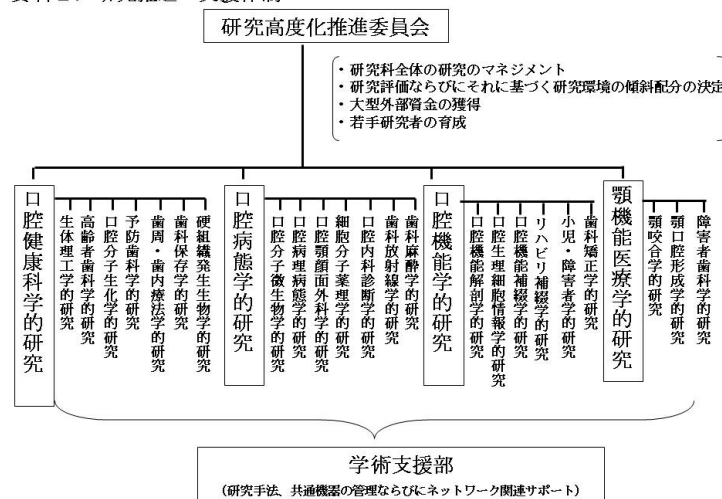 研究高度化推進委員会
・研究科全体の研究のマネジメント
・研究評価ならびにそれに基づく研究環境の傾斜配分の決定
・大型外部資金の獲得
・若手研究者の育成
口腔健康科学的研究
生体理工学的研究
高齢者歯科学的研究
口腔分子生化学的研究
予防歯科学的研究
歯周・歯内療法学的研究
歯科保存学的研究
硬組織発生生物学的研究
口腔病態学的研究
口腔分子微生物学的研究
口腔病理病態学的研究
口腔顎顔面外科学的研究
細胞分子薬理学的研究
口腔内科診断学的研究
歯科放射線学的研究
歯科麻酔学的研究
口腔機能学的研究
口腔機能解剖学的研究
口腔生理細胞情報学的研究
口腔機能補綴学的研究
リハビリ補綴学的研究
小児・障害者学的研究
歯科矯正学的研究
顎機能医療学的研究
顎咬合学的研究
顎口腔形成学的研究
障害者歯科学的研究
学術支援部
(研究手法、共通機器の管理ならびにネットワーク関連サポート)